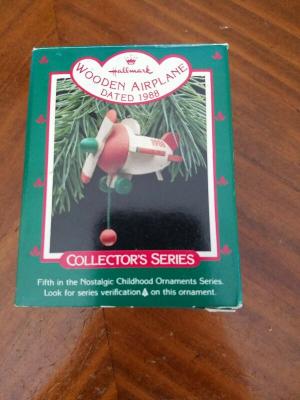 Hallmark
WOODEN AIRPLANE
DATED 1988
1988
COLLECTOR'S SERIES
Fifth in the Nostalgic Childhood Ornaments Series.
Look for series verification on this ornament.